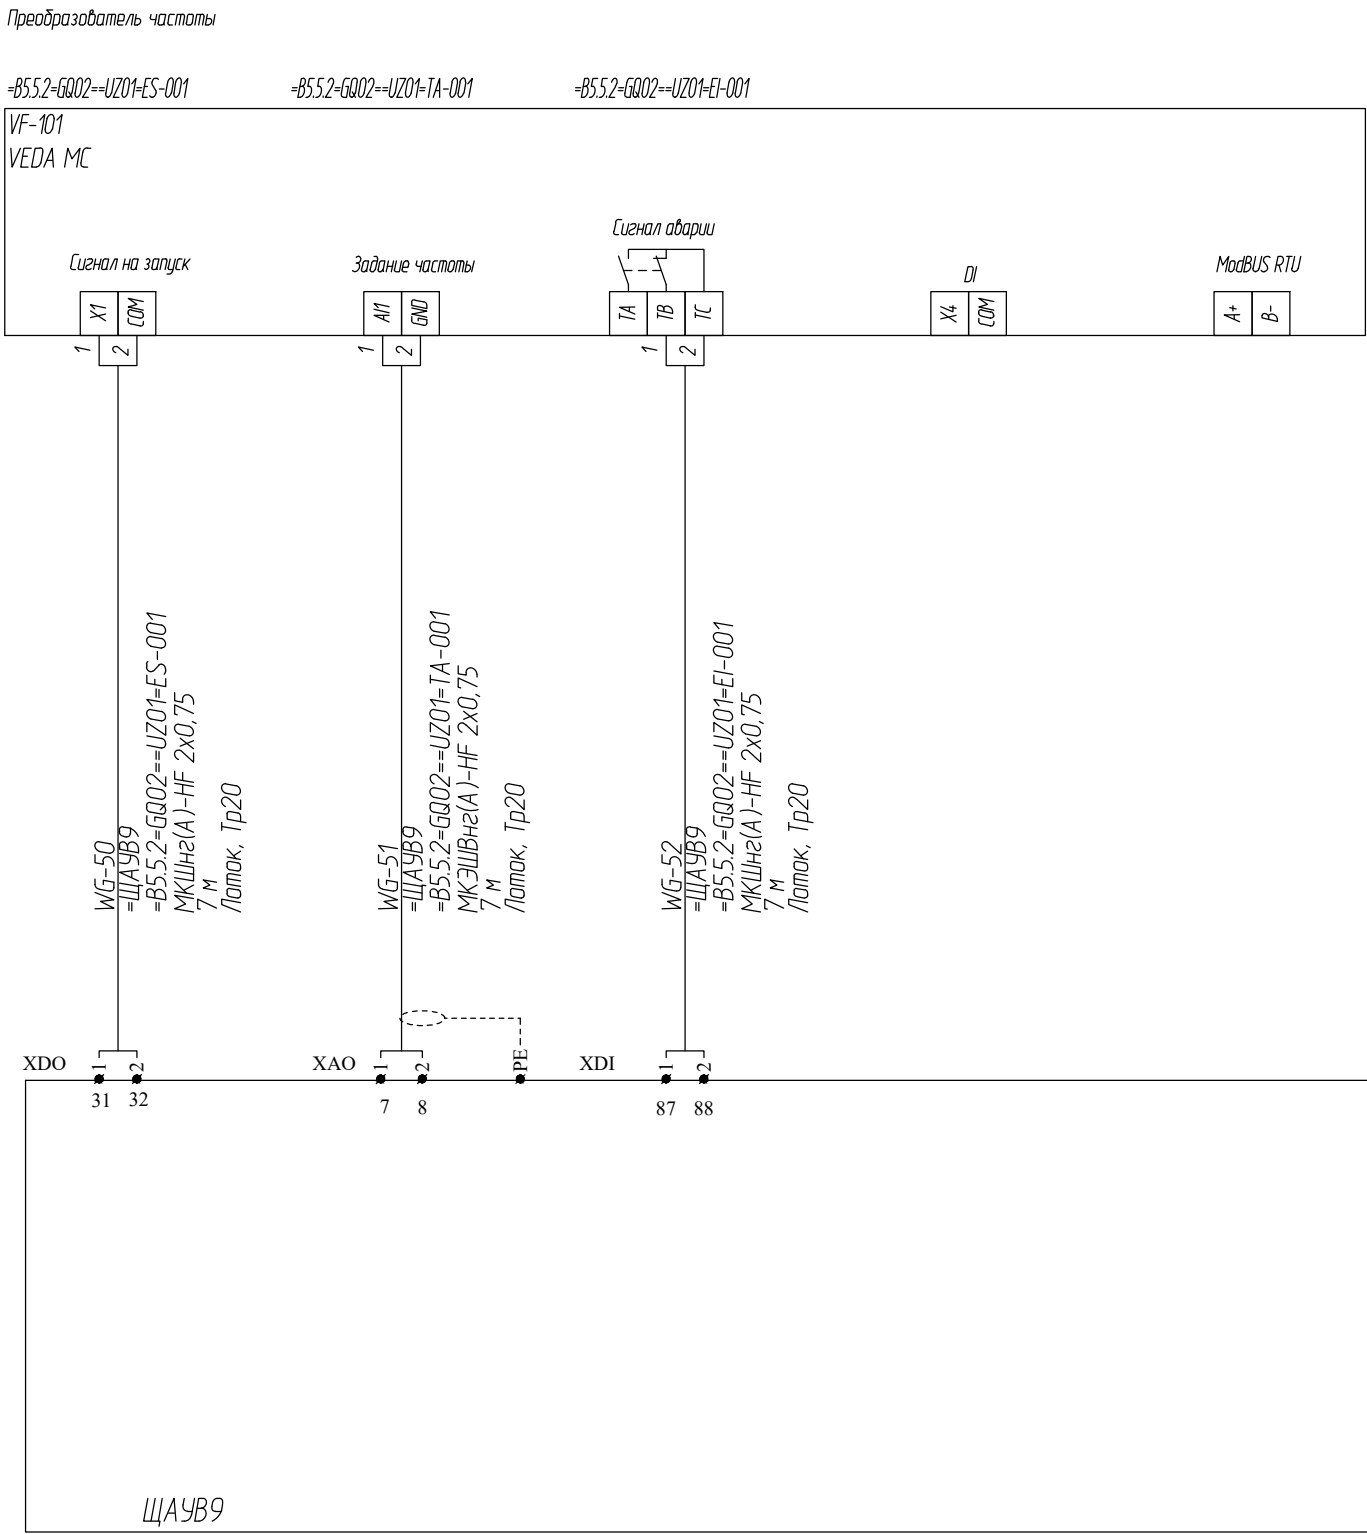 Преобразователь частоты
=B5.5.2=GQ02==UZ01=ES-001
=B5.5.2=GQ02==UZ01=TA-001
=B5.5.2=GQ02==UZ01=EI-001
VF-101
VEDA MC
Сигнал на запуск
Задание частоты
Сигнал аварии
DI
ModBUS RTU
X1
COM
AI1
GND
TA
TB
TC
X4
COM
A+
B-
1
2
1
2
1
2
WG-50
=ЩАУВ9
=B5.5.2=GQ02==UZ01=ES-001
МКШнг(А)-HF 2x0,75
7 м
Лоток, Тр20
WG-51
=ЩАУВ9
=B5.5.2=GQ02==UZ01=TA-001
МКЭШВнг(А)-HF 2x0,75
7 м
Лоток, Тр20
WG-52
=ЩАУВ9
=B5.5.2=GQ02==UZ01=EI-001
МКШнг(А)-HF 2x0,75
7 м
Лоток, Тр20
XDO
1
2
XAO
1
2
PE
XDI
1
2
31
32
7
8
87
88
ЩАУВ9